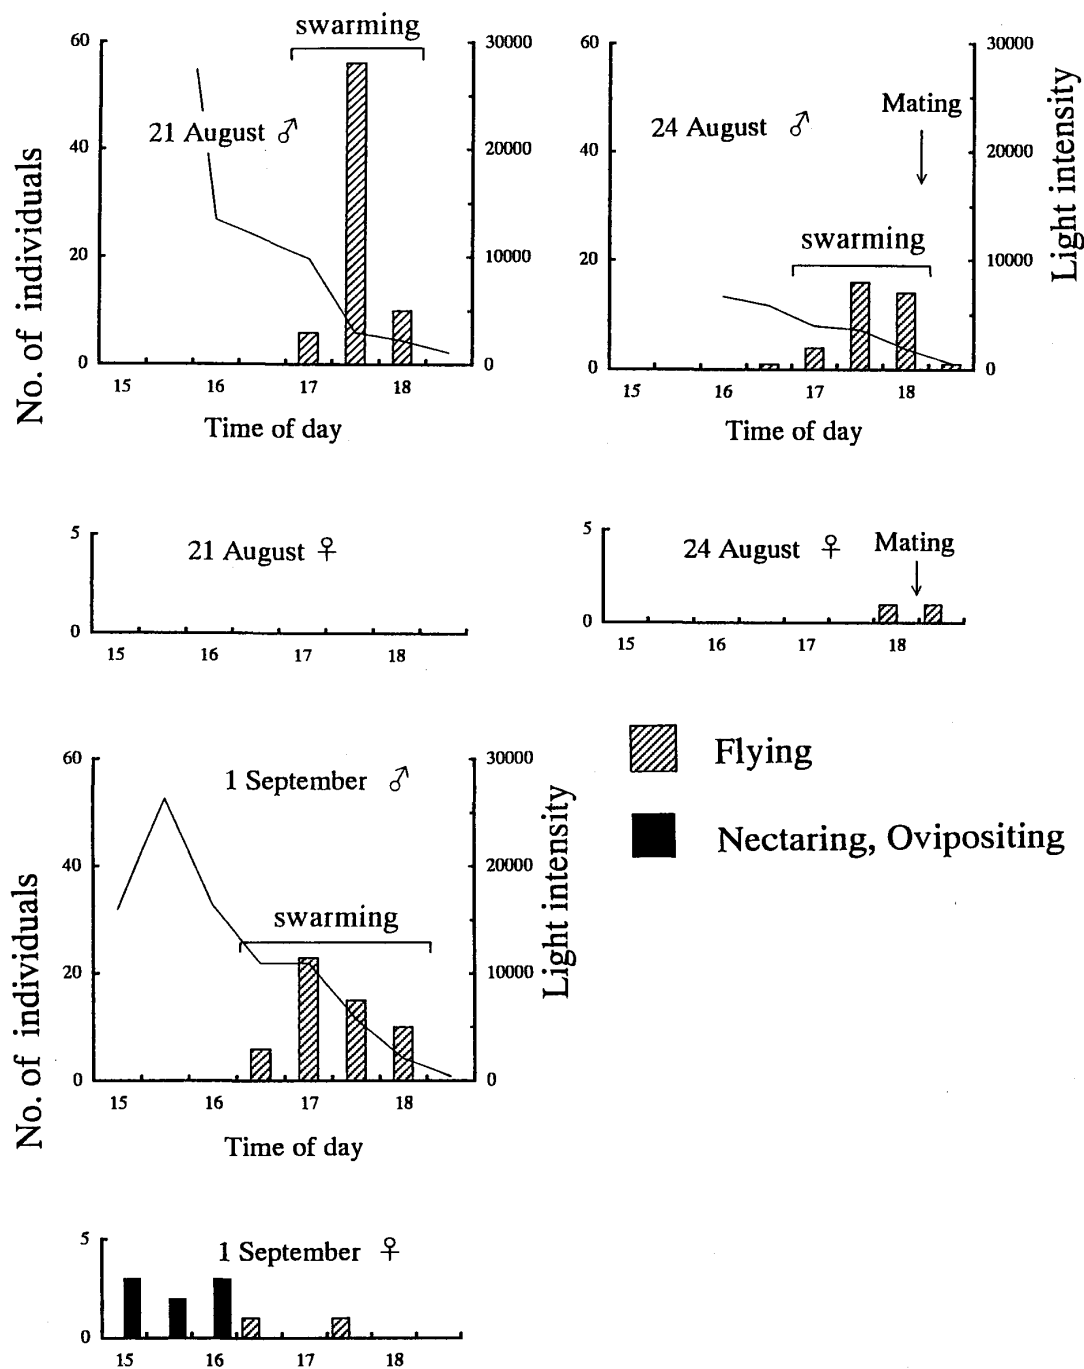 swarming
60
40
20
0
30000
20000
10000
0
21 August ♂
No. of individuals
15 16 17 18
Time of day
60
40
20
0
30000
20000
10000
0
24 August ♂
Mating
swarming
Light intensity
15 16 17 18
Time of day
5
0
21 August ♀
15 16 17 18
5
0
24 August ♀ Mating
15 16 17 18
60
40
20
0
30000
20000
10000
0
1 September ♂
swarming
No. of individuals
Light intensity
15 16 17 18
Time of day
Flying
Nectaring, Ovipositing
5
0
1 September ♀
15 16 17 18